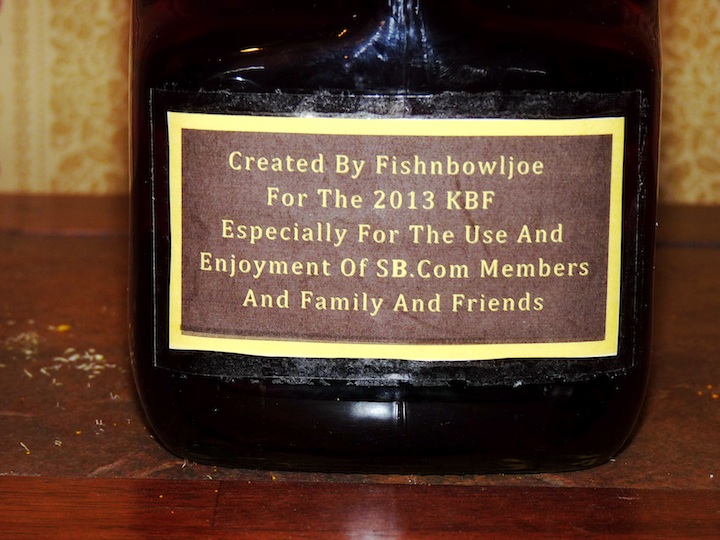 Created By Fishnbowljoe
For The 2013 KBF
Especially For The Use And
Enjoyment Of SB.Com Members
And Family And Friends